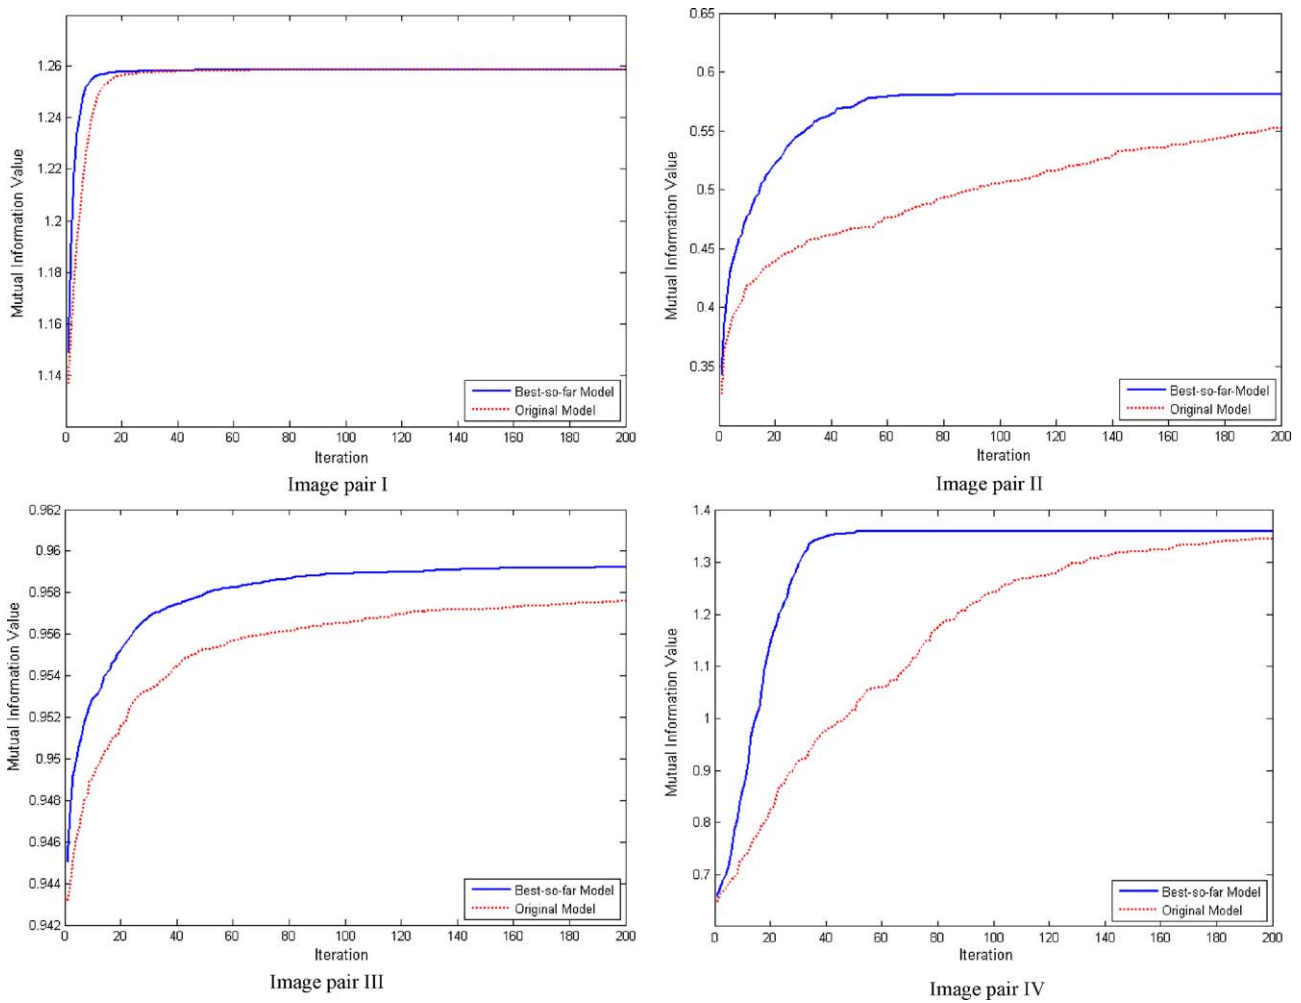 1.26
1.24
1.22
1.2
1.18
1.16
1.14
Mutual Information Value
Best-so-far Model
Original Model
0 20 40 60 80 100 120 140 160 180 200
Iteration
Image pair I
0.65
0.6
0.55
0.5
0.45
0.4
0.35
Mutual Information Value
Best-so-far-Model
Original Model
0 20 40 60 80 100 120 140 160 180 200
Iteration
Image pair II
0.962
0.96
0.958
0.956
0.954
0.952
0.95
0.948
0.946
0.944
0.942
Mutual Information Value
Best-so-far Model
Original Model
0 20 40 60 80 100 120 140 160 180 200
Iteration
Image pair III
1.4
1.3
1.2
1.1
1
0.9
0.8
0.7
Mutual Information Value
Best-so-far Model
Original Model
0 20 40 60 80 100 120 140 160 180 200
Iteration
Image pair IV